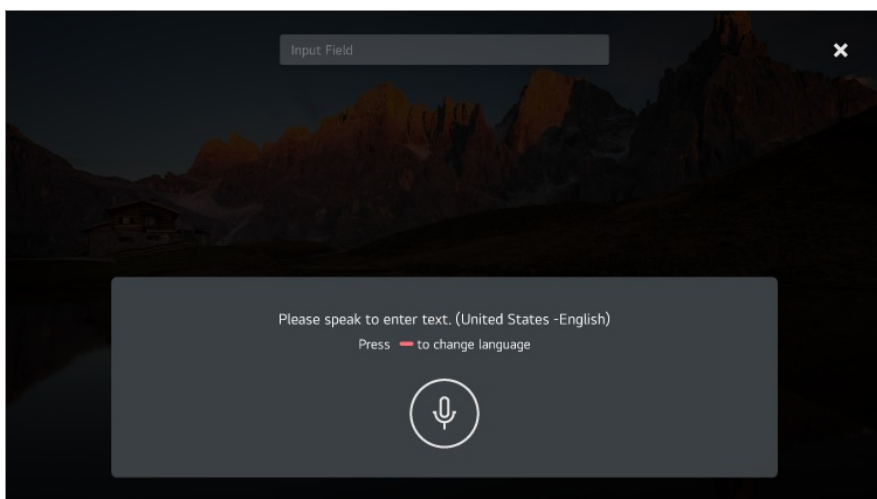 Input Field
Please speak to enter text. (United States -English)
Press to change language